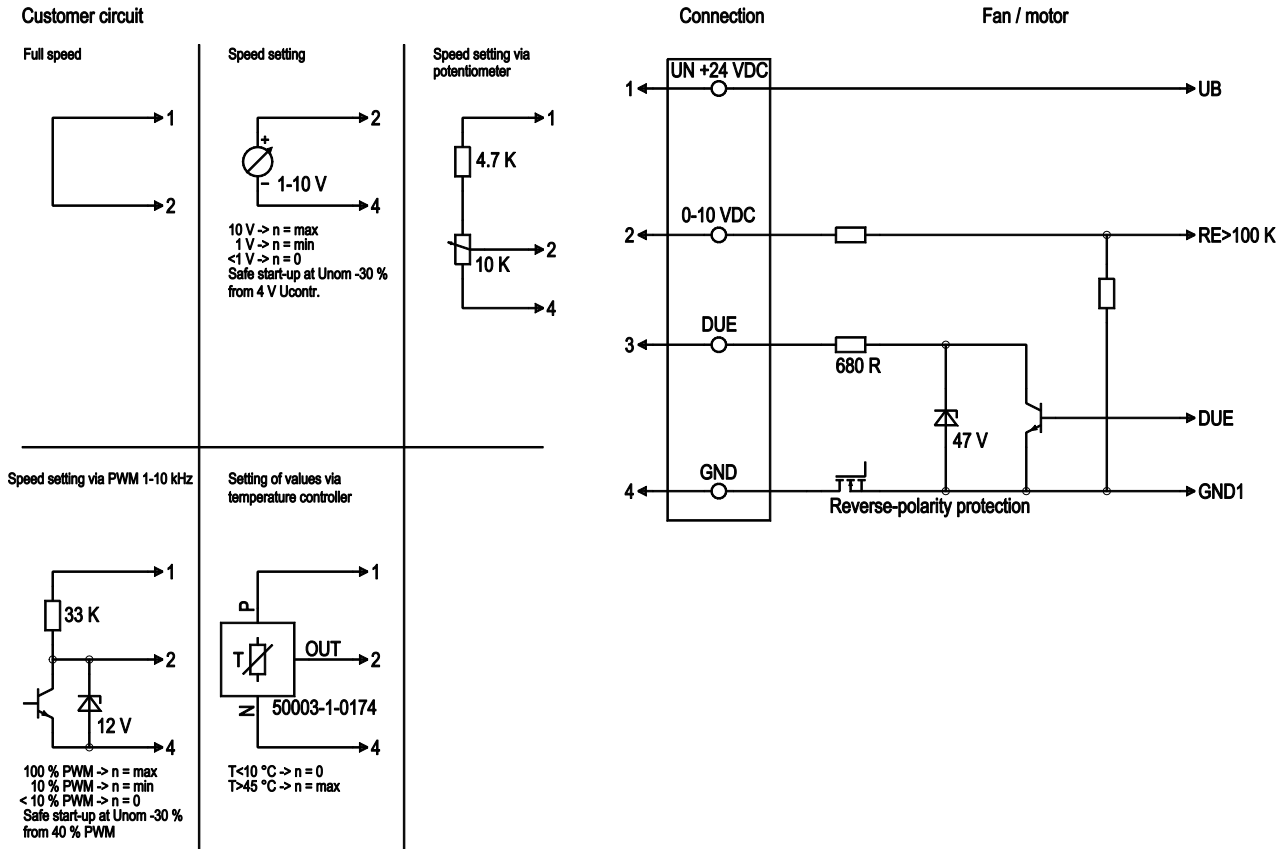 Customer circuit
Full speed
1
2
Speed setting
2
+
–
1-10 V
4
10 V -> n = max
1 V -> n = min
<1 V -> n = 0
Safe start-up at Unom -30 %
from 4 V Ucontr.
Speed setting via
potentiometer
1
4.7 K
2
10 K
4
Speed setting via PWM 1-10 kHz
1
33 K
2
12 V
4
100 % PWM -> n = max
10 % PWM -> n = min
< 10 % PWM -> n = 0
Safe start-up at Unom -30 %
from 40 % PWM
Setting of values via
temperature controller
1
P
T
OUT
2
N
50003-1-0174
4
T<10 °C -> n = 0
T>45 °C -> n = max
Connection
Fan / motor
UN +24 VDC
1
UB
0-10 VDC
2
RE>100 K
DUE
3
680 R
47 V
DUE
GND
4
GND1
Reverse-polarity protection